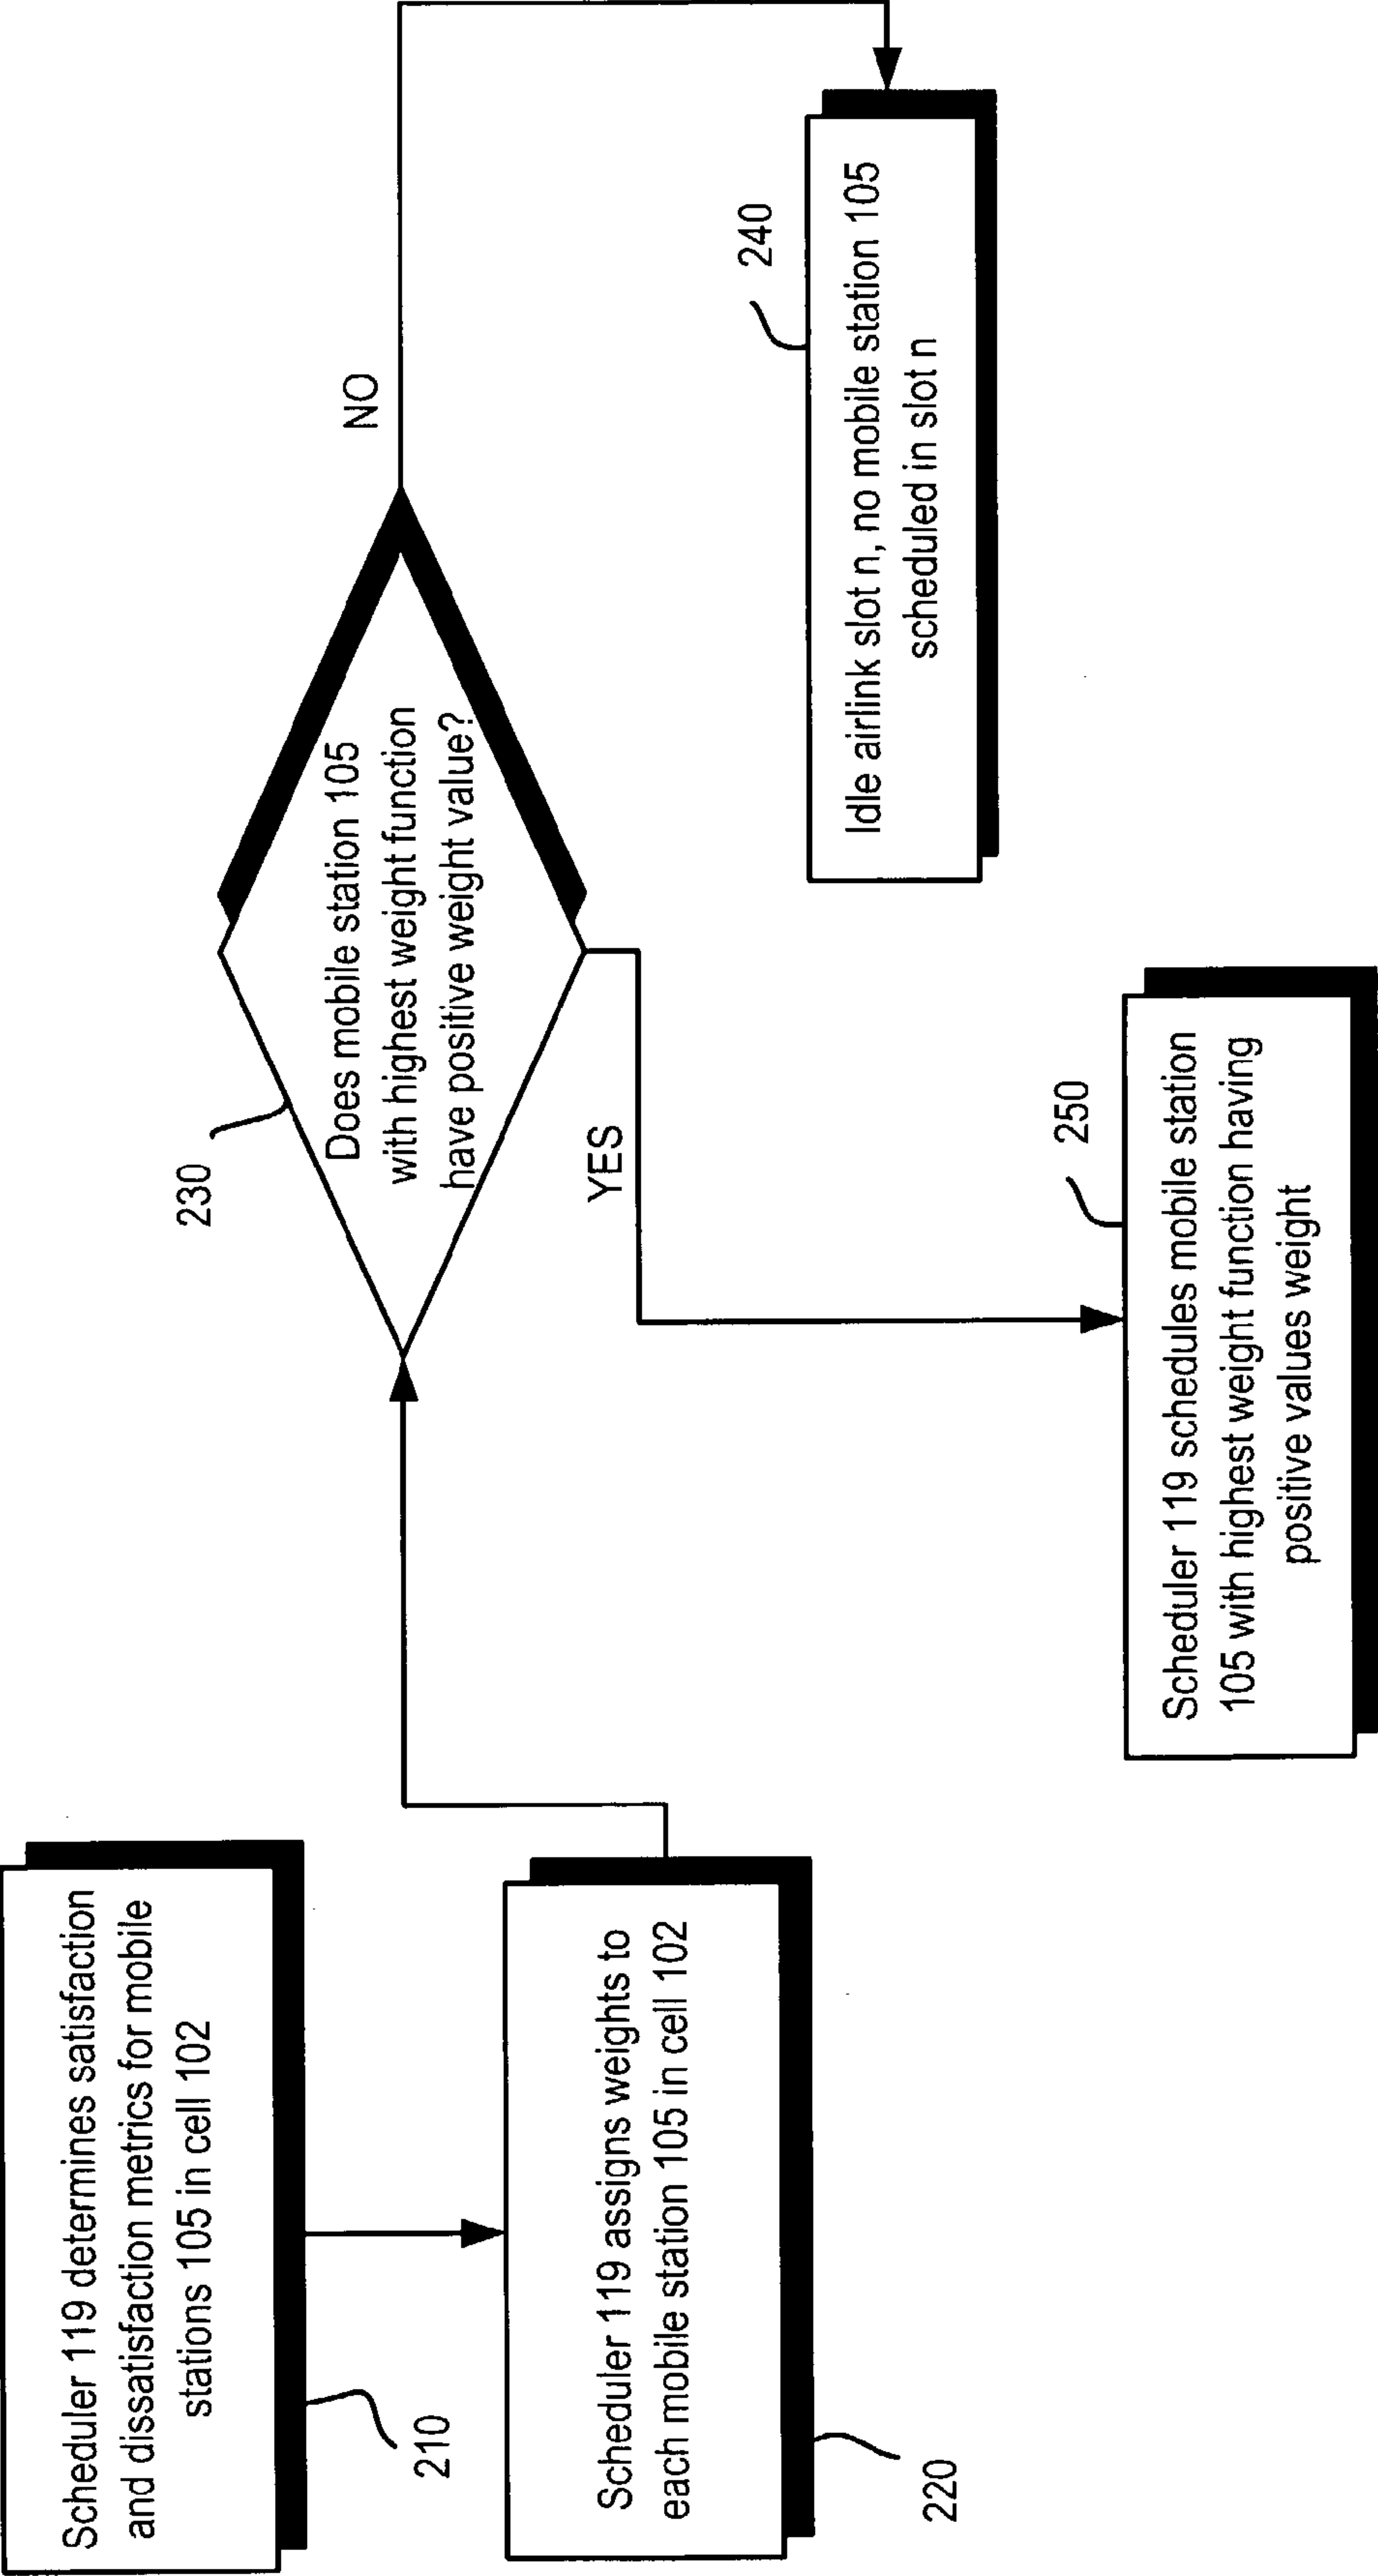 Scheduler 119 determines satisfaction
and dissatisfaction metrics for mobile
stations 105 in cell 102
210
Scheduler 119 assigns weights to
each mobile station 105 in cell 102
220
230
Does mobile station 105
with highest weight function
have positive weight value?
NO
YES
240
Idle airlink slot n, no mobile station 105
scheduled in slot n
250
Scheduler 119 schedules mobile station
105 with highest weight function having
positive values weight